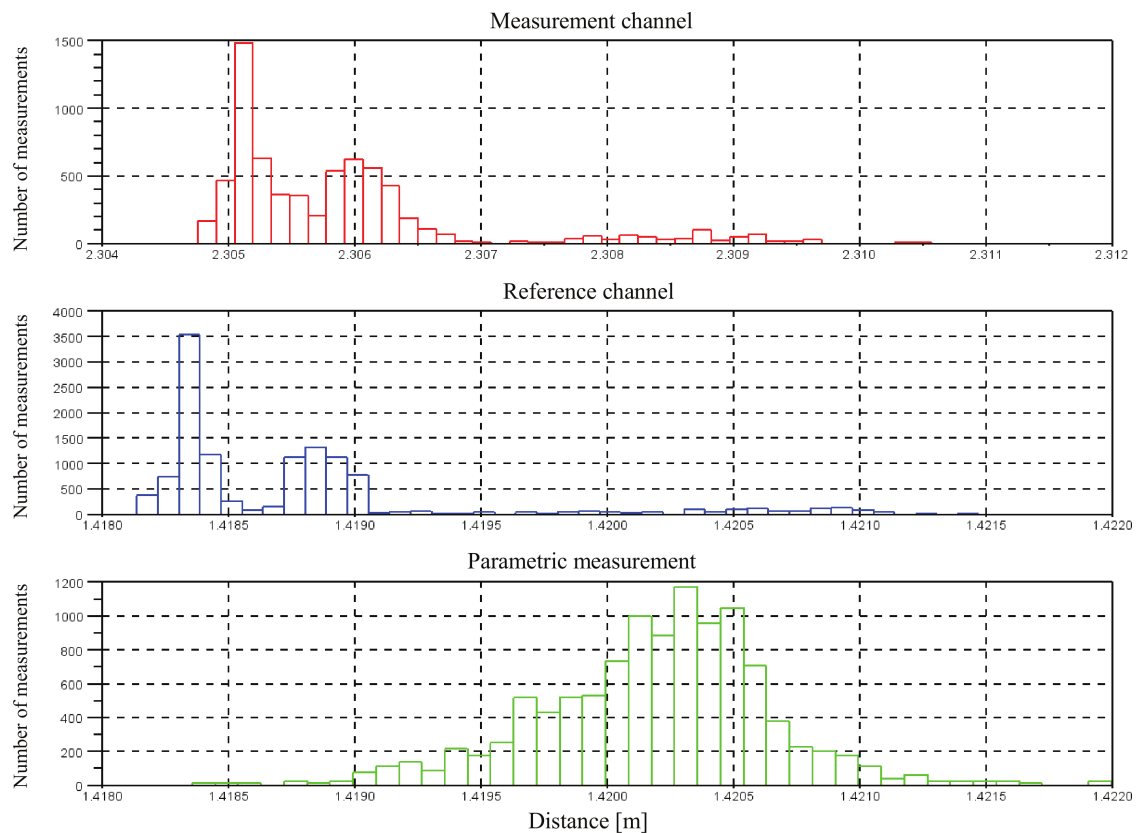 Measurement channel
Number of measurements
1500
1000
500
0
2.304 2.305 2.306 2.307 2.308 2.309 2.310 2.311 2.312
Reference channel
Number of measurements
4000
3500
3000
2500
2000
1500
1000
500
0
1.4180 1.4185 1.4190 1.4195 1.4200 1.4205 1.4210 1.4215 1.4220
Parametric measurement
Number of measurements
1200
1000
800
600
400
200
0
1.4180 1.4185 1.4190 1.4195 1.4200 1.4205 1.4210 1.4215 1.4220
Distance [m]